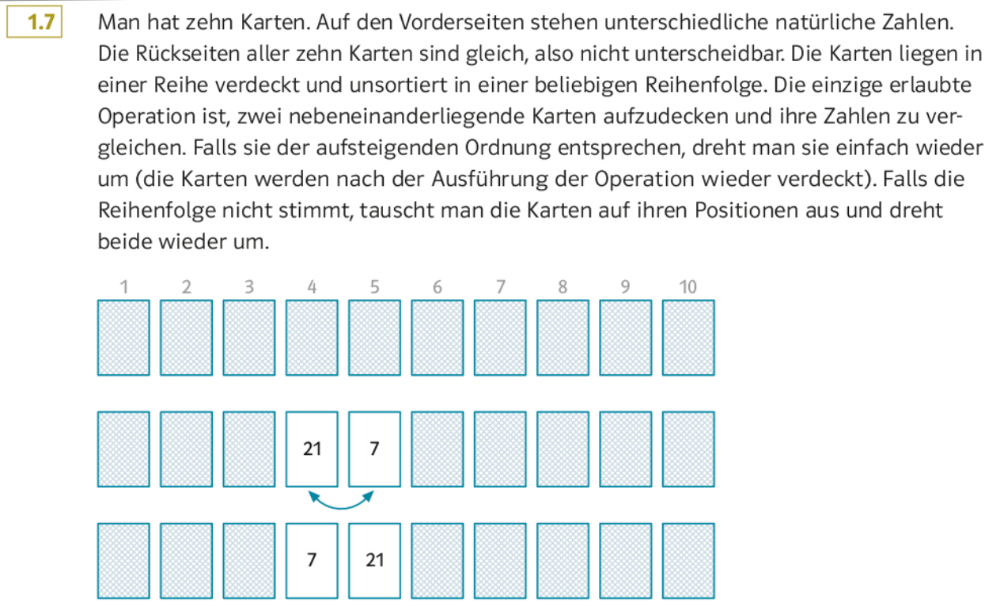 1.7
Man hat zehn Karten. Auf den Vorderseiten stehen unterschiedliche natürliche Zahlen.
Die Rückseiten aller zehn Karten sind gleich, also nicht unterscheidbar. Die Karten liegen in
einer Reihe verdeckt und unsortiert in einer beliebigen Reihenfolge. Die einzige erlaubte
Operation ist, zwei nebeneinanderliegende Karten aufzudecken und ihre Zahlen zu ver-
gleichen. Falls sie der aufsteigenden Ordnung entsprechen, dreht man sie einfach wieder
um (die Karten werden nach der Ausführung der Operation wieder verdeckt). Falls die
Reihenfolge nicht stimmt, tauscht man die Karten auf ihren Positionen aus und dreht
beide wieder um.
1 2 3 4 5 6 7 8 9 10
21 7
7 21